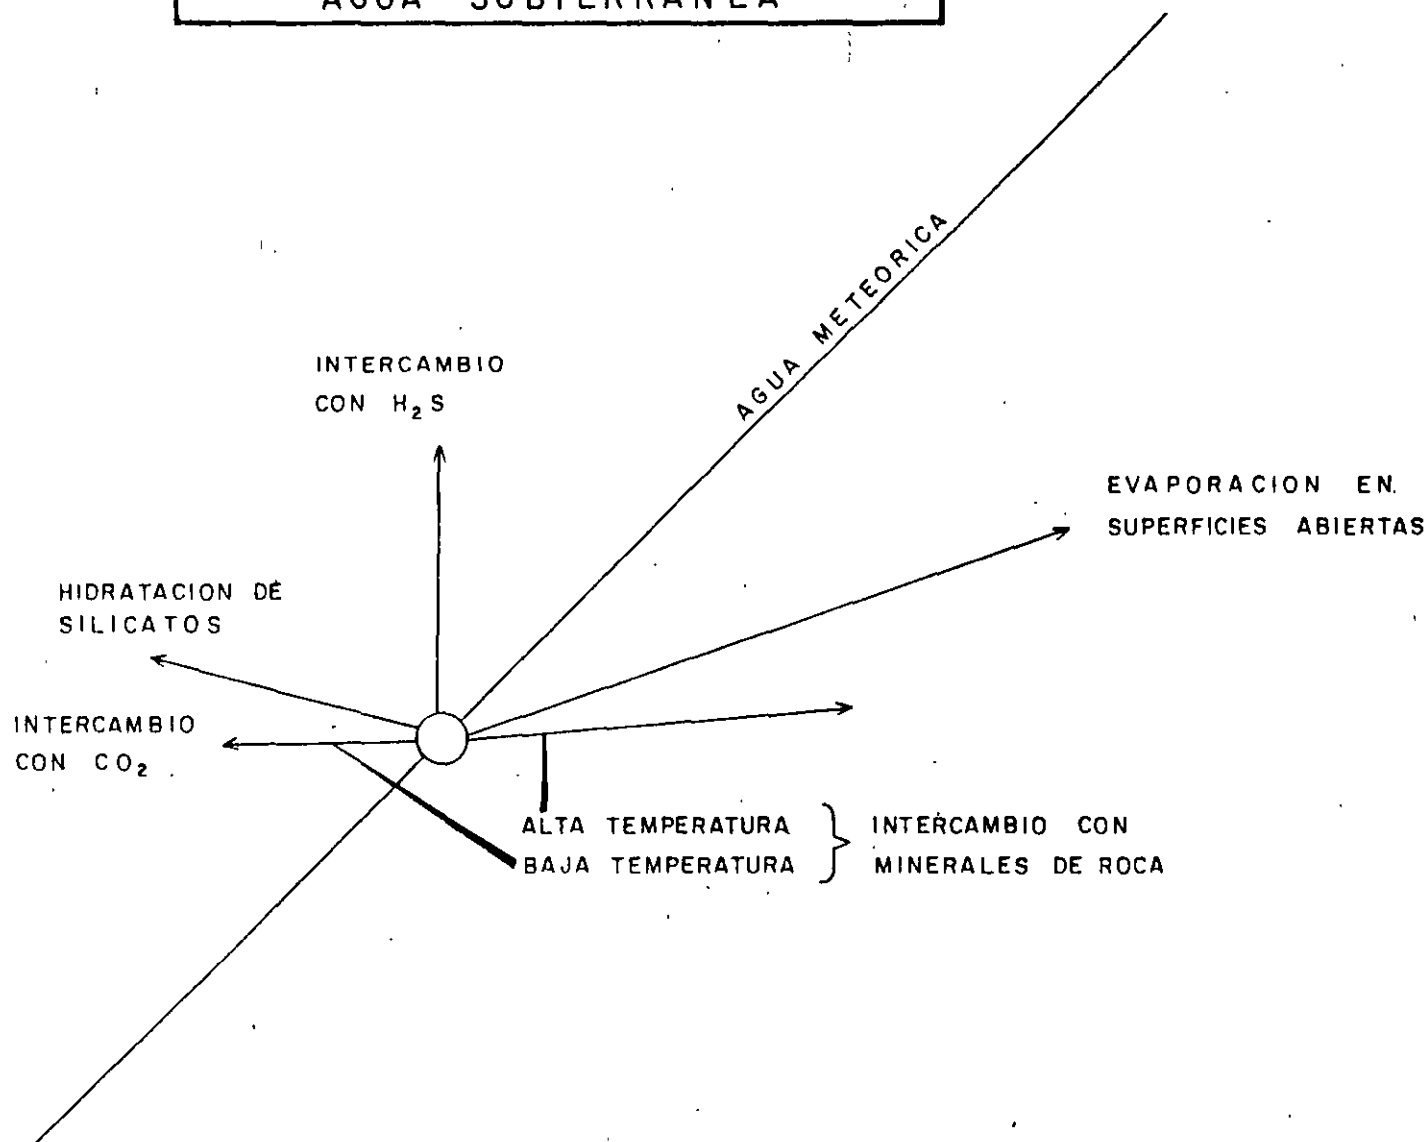 AGUA SUBTERRANEA
AGUA METEORICA
INTERCAMBIO
CON H₂S
EVAPORACION EN.
SUPERFICIES ABIERTAS
HIDRATACION DE
SILICATOS
INTERCAMBIO
CON CO₂
ALTA TEMPERATURA
BAJA TEMPERATURA
INTERCAMBIO CON
MINERALES DE ROCA